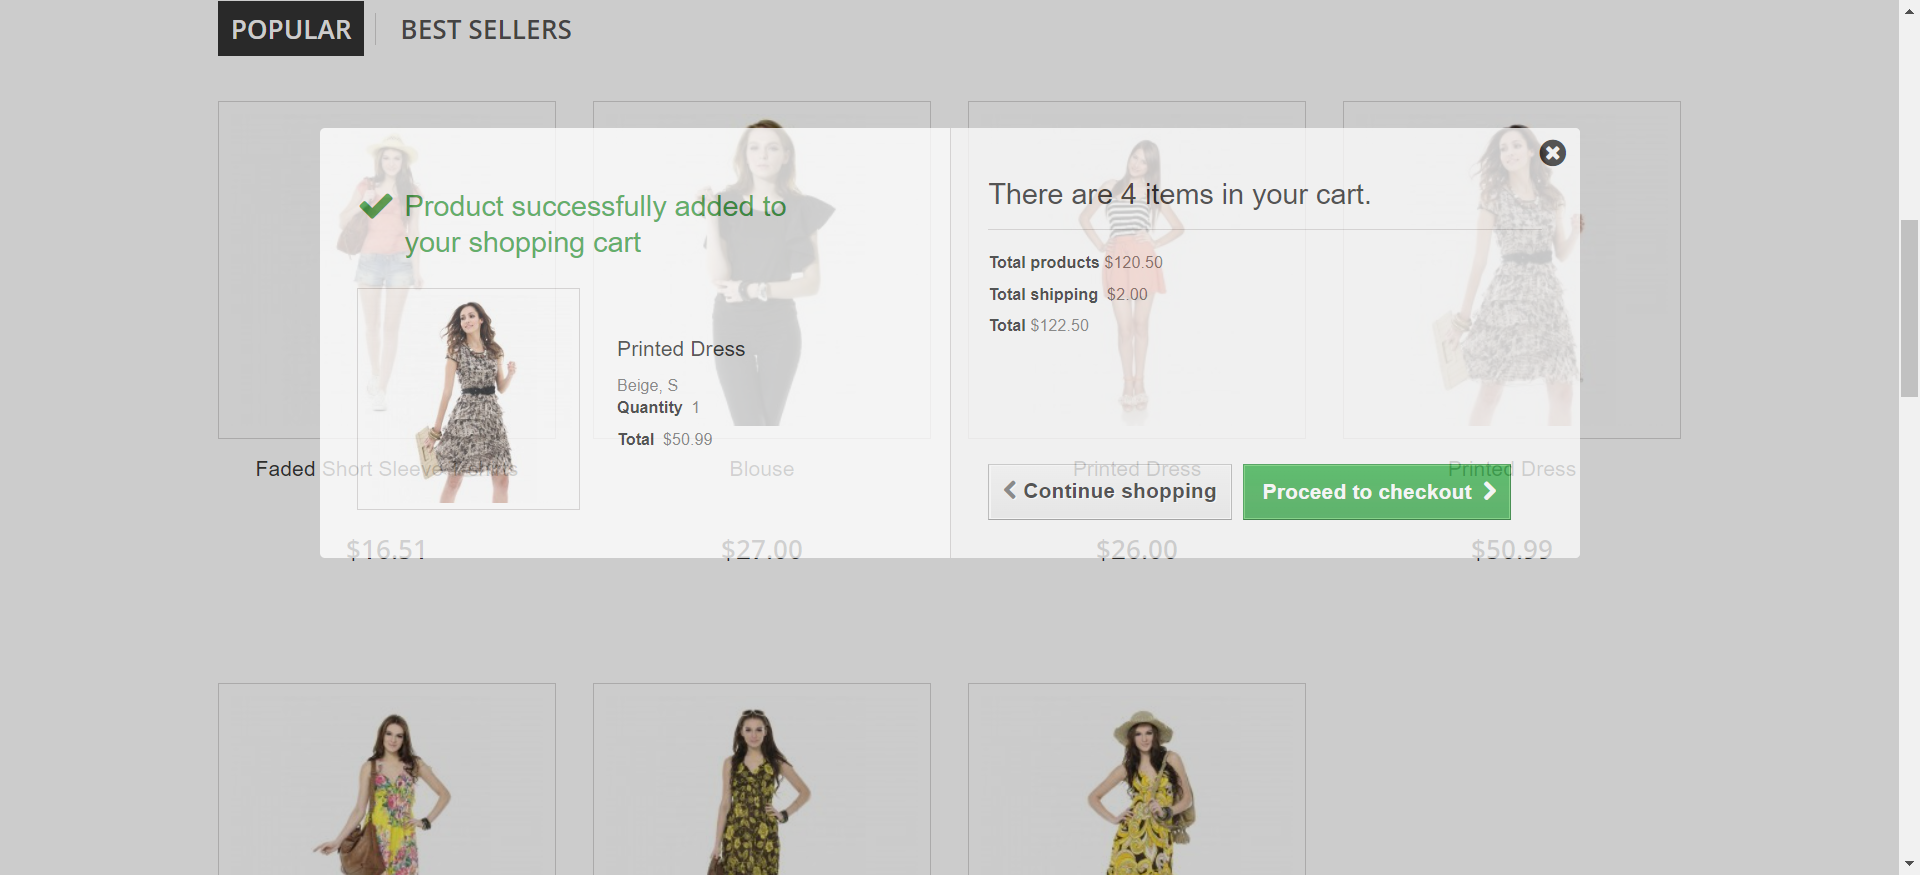 POPULAR
BEST SELLERS
Product successfully added to
your shopping cart
Printed Dress
Beige, S
Quantity 1
Total $50.99
There are 4 items in your cart.
Total products $120.50
Total shipping $2.00
Total $122.50
Continue shopping
Proceed to checkout
Faded Short Sleeve
Blouse
Printed Dress
Printed Dress
$16.51
$27.00
$26.00
$50.99